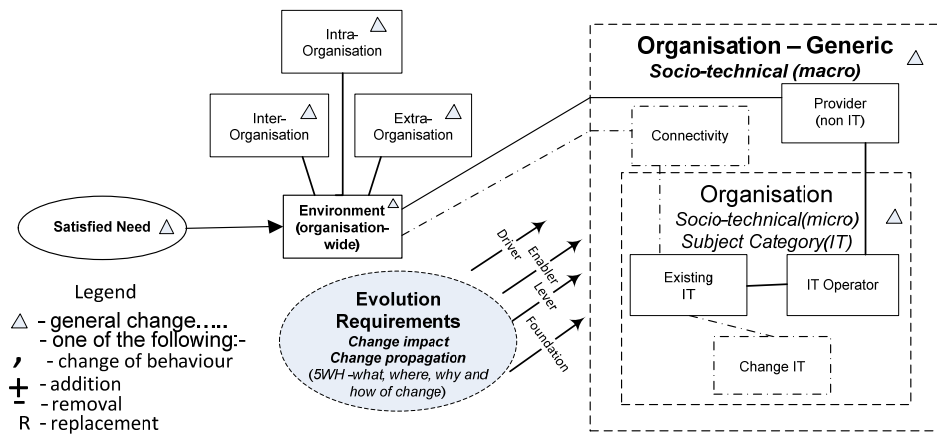 Intra-
Organisation
Inter-
Organisation
Extra-
Organisation
Satisfied Need
Environment
(organisation-
wide)
Organisation – Generic
Socio-technical (macro)
Provider
(non IT)
Connectivity
Organisation
Socio-technical(micro)
Subject Category(IT)
Existing
IT
IT Operator
Change IT
Driver
Enabler
Lever
Foundation
Evolution
Requirements
Change impact
Change propagation
(5WH -what, where, why and
how of change)
Legend
- general change.....
- one of the following:-
, - change of behaviour
+ - addition
- - removal
R - replacement